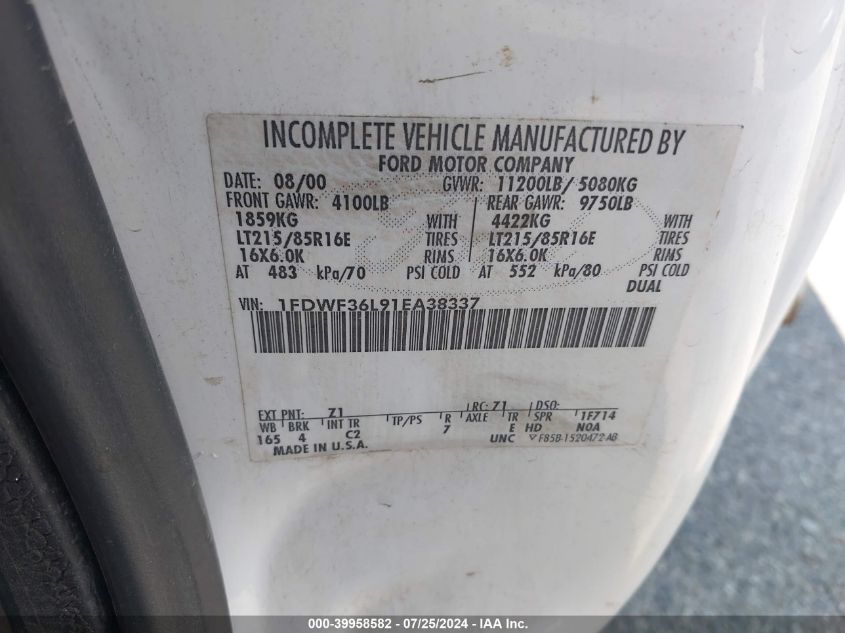 INCOMPLETE VEHICLE MANUFACTURED BY
FORD MOTOR COMPANY
DATE: 08/00 GVWR: 11200LB/ 5080KG
FRONT GAWR: 4100LB REAR GAWR: 9750LB
1859KG WITH 4422KG WITH
LT215/85R16E TIRES LT215/85R16E TIRES
16X6.0K RIMS 16X6.0K RIMS
AT 483 kPa/70 PSI COLD AT 552 kPa/80 PSI COLD
DUAL
VIN: 1FDWF36L91EA38337
EXT PNT: Z1 RC: 71 DSO:
WB BRK INT TR TP/PS R AXLE TR SPR 1F714
165 4 C2 7 E HD NOA
MADE IN U.S.A. UNC F85B-1520472-AB
000-39958582 - 07/25/2024 - IAA Inc.